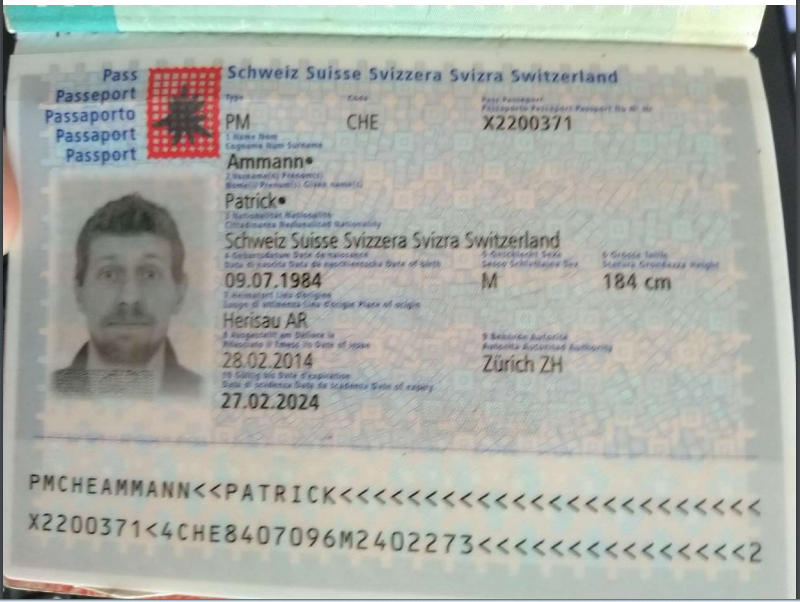 Pass
Passeport
Passaporto
Passaport
Passport
Schweiz Suisse Svizzera Svizra Switzerland
Type Code Pass Passeport
Passaporto Passaport Passport No N° Nr
PM CHE X2200371
1 Name Nom
Cognome Num Surname
Ammann•
2 Vorname(n) Prénom(s)
Nome(i) Prenum(s) Given name(s)
Patrick•
3 Nationalität Nationalité
Cittadinanza Naziunalitad Nationality
Schweiz Suisse Svizzera Svizra Switzerland
4 Geburtsdatum Date de naissance 5 Geschlecht Sexe 6 Grösse Taille
Data di nascita Data da naschientscha Date of birth Sesso Schlattaina Sex Statura Grondezza Height
09.07.1984 M 184 cm
7 Heimatort Lieu d'origine
Luogo di attinenza Lieu d'origin Place of origin
Herisau AR
8 Ausgestellt am Délivré le 9 Behörde Autorité
Rilasciato il Emess ils Date of issue Autorità Autoritad Authority
28.02.2014 Zürich ZH
10 Gültig bis Date d'expiration
Data di scadenza Data da scadenza Date of expiry
27.02.2024
PMCHEAMMANN<<PATRICK<<<<<<<<<<<<<<<<<<<<<<<<
X2200371<4CHE8407096M2402273<<<<<<<<<<<<<<<2